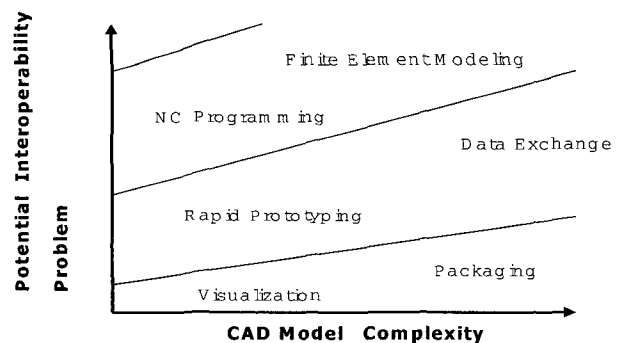 Potential Interoperability
Problem
Finite Element Modeling
NC Programming
Data Exchange
Rapid Prototyping
Packaging
Visualization
CAD Model Complexity